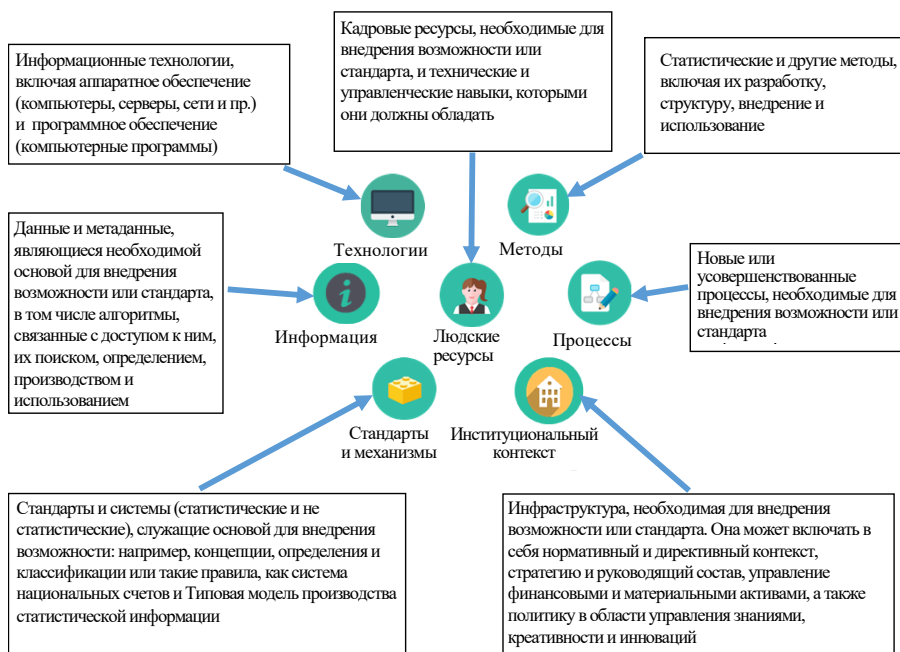 Кадровые ресурсы, необходимые для
внедрения возможности или
стандарта, и технические и
управленческие навыки, которыми
они должны обладать
Информационные технологии,
включая аппаратное обеспечение
(компьютеры, серверы, сети и пр.)
и программное обеспечение
(компьютерные программы)
Статистические и другие методы,
включая их разработку,
структуру, внедрение и
использование
Технологии
Методы
Данные и метаданные,
являющиеся необходимой
основой для внедрения
возможности или стандарта,
в том числе алгоритмы,
связанные с доступом к ним,
их поиском, определением,
производством и
использованием
Новые или
усовершенствованные
процессы, необходимые для
внедрения возможности или
стандарта
Информация
Людские
ресурсы
Процессы
Стандарты
и механизмы
Институциональный
контекст
Стандарты и системы (статистические и не
статистические), служащие основой для внедрения
возможности: например, концепции, определения и
классификации или такие правила, как система
национальных счетов и Типовая модель производства
статистической информации
Инфраструктура, необходимая для внедрения
возможности или стандарта. Она может включать в
себя нормативный и директивный контекст,
стратегию и руководящий состав, управление
финансовыми и материальными активами, а также
политику в области управления знаниями,
креативности и инноваций